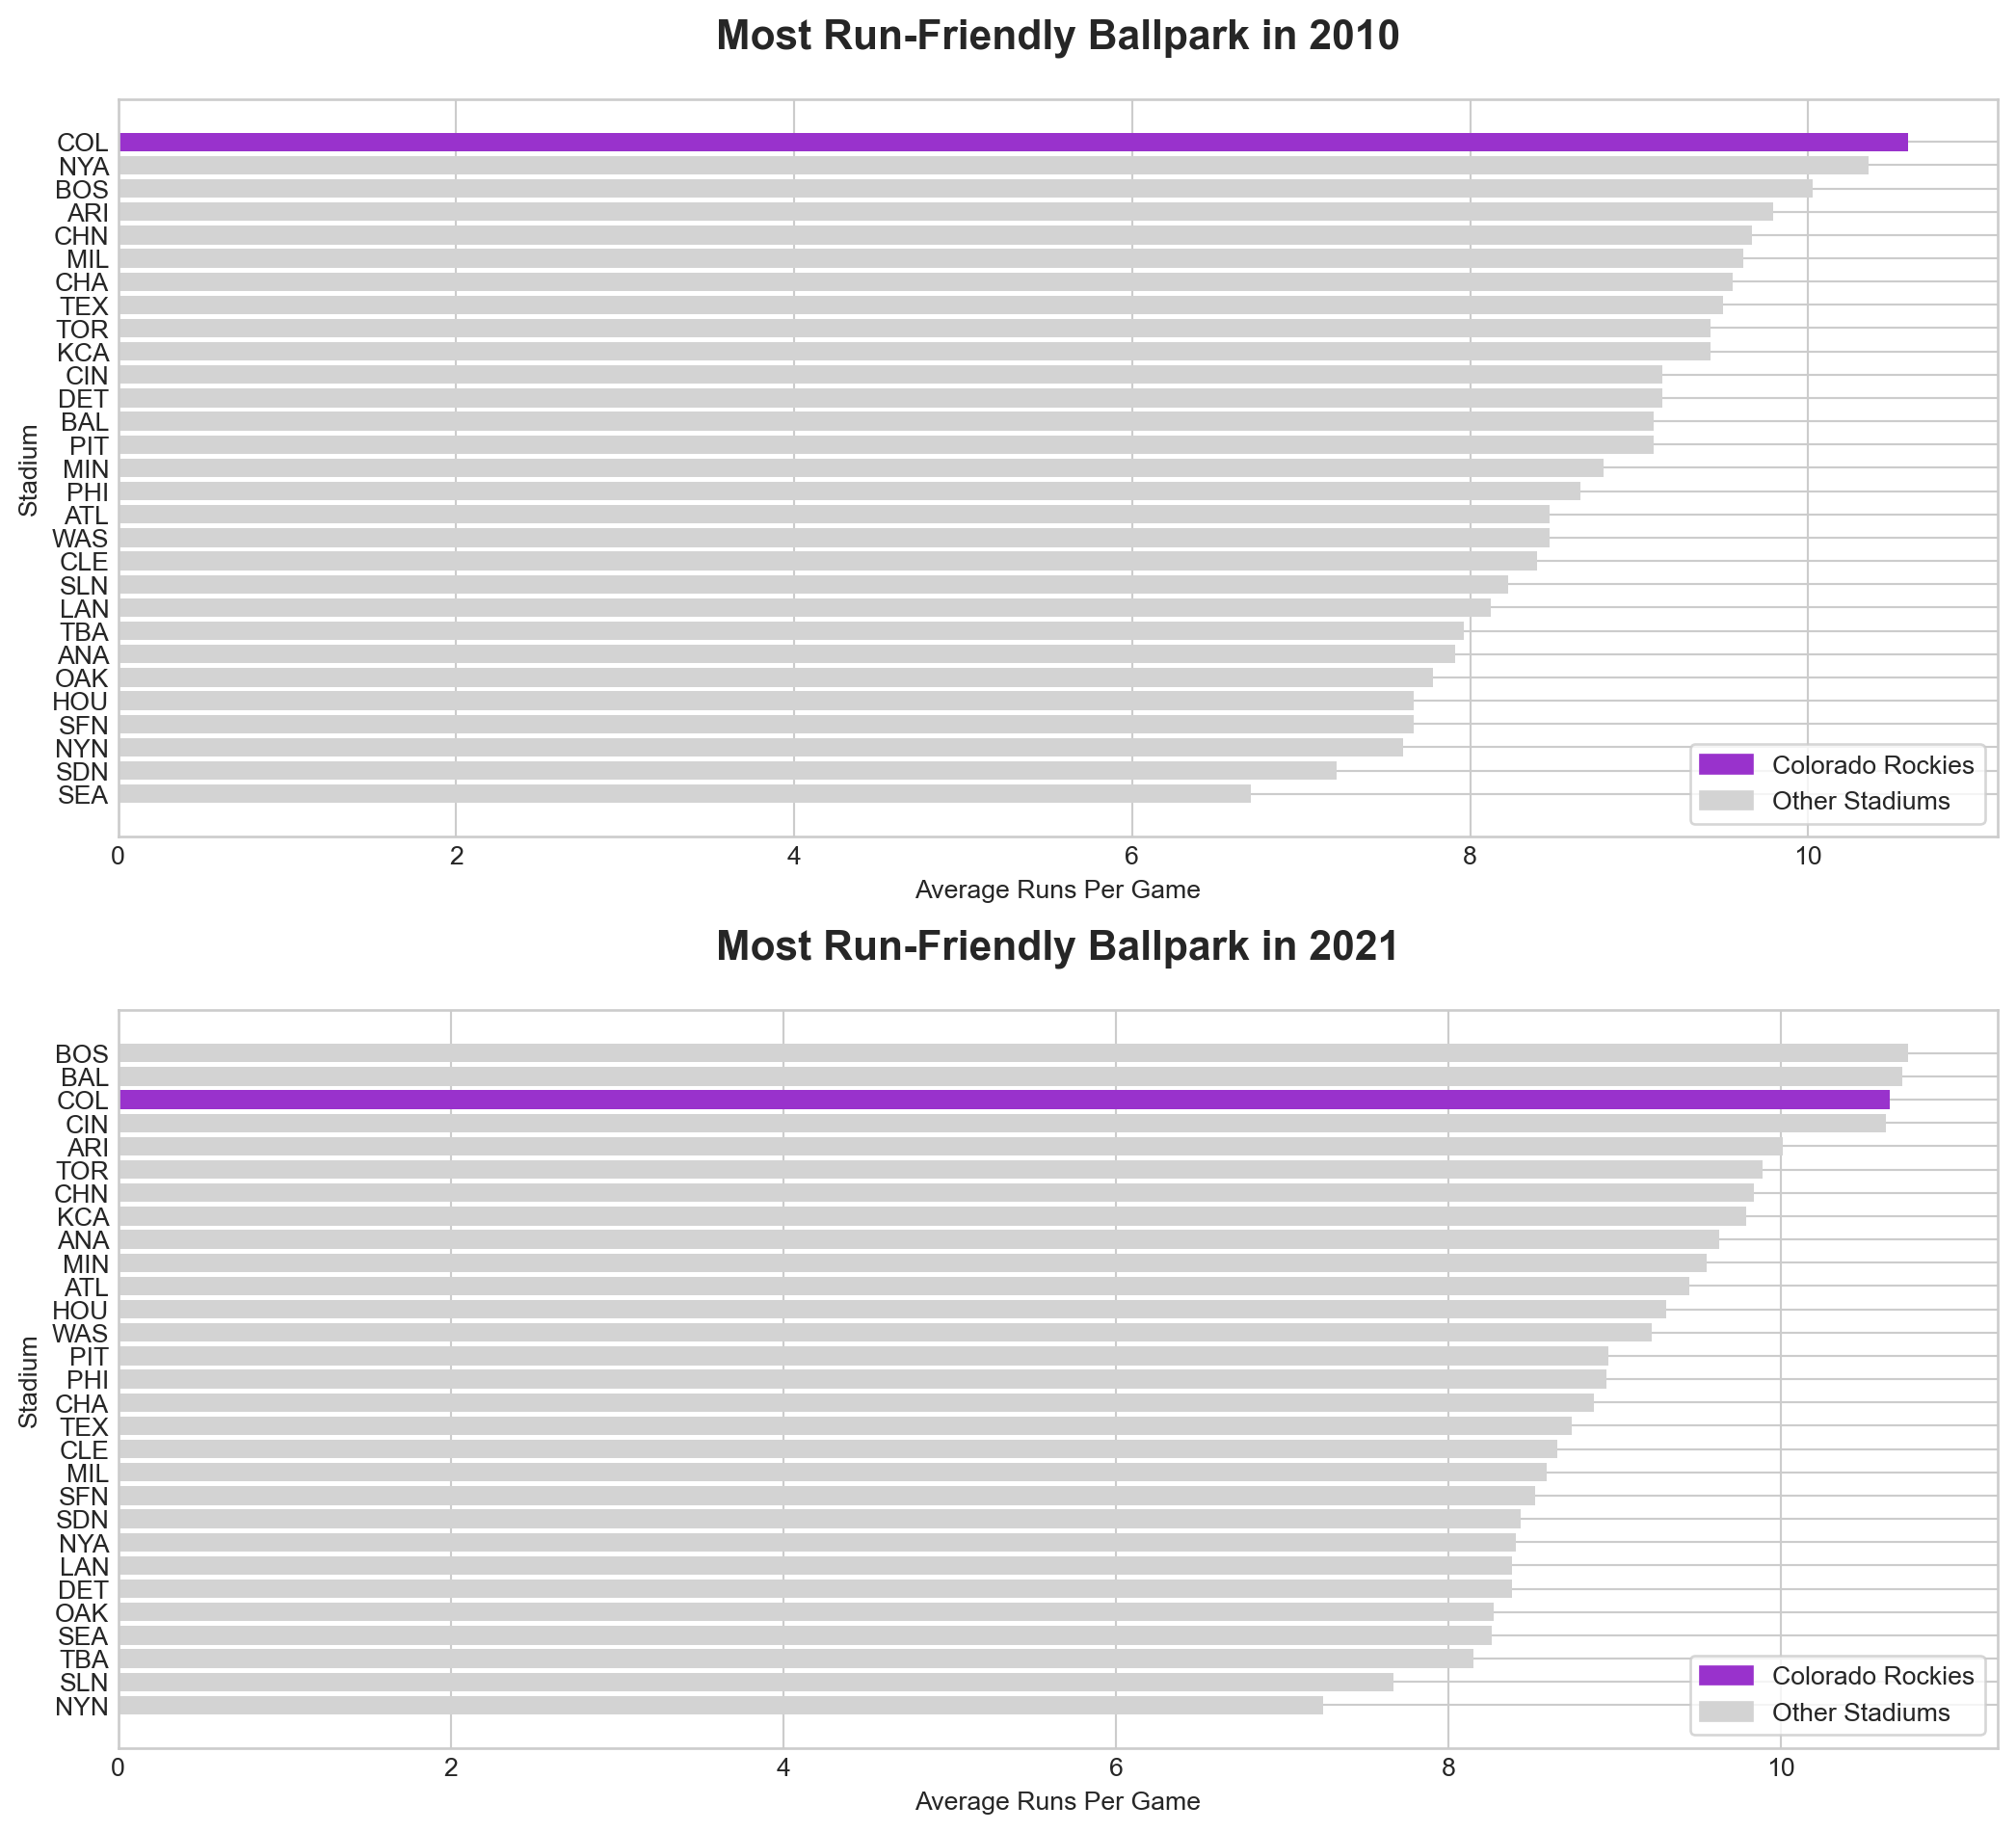 Most Run-Friendly Ballpark in 2010
COL
NYA
BOS
ARI
CHN
MIL
CHA
TEX
TOR
KCA
CIN
DET
BAL
PIT
MIN
PHI
ATL
WAS
CLE
SLN
LAN
TBA
ANA
OAK
HOU
SFN
NYN
SDN
SEA
Stadium
Colorado Rockies
Other Stadiums
0 2 4 6 8 10
Average Runs Per Game
Most Run-Friendly Ballpark in 2021
BOS
BAL
COL
CIN
ARI
TOR
CHN
KCA
ANA
MIN
ATL
HOU
WAS
PIT
PHI
CHA
TEX
CLE
MIL
SFN
SDN
NYA
LAN
DET
OAK
SEA
TBA
SLN
NYN
Stadium
Colorado Rockies
Other Stadiums
0 2 4 6 8 10
Average Runs Per Game